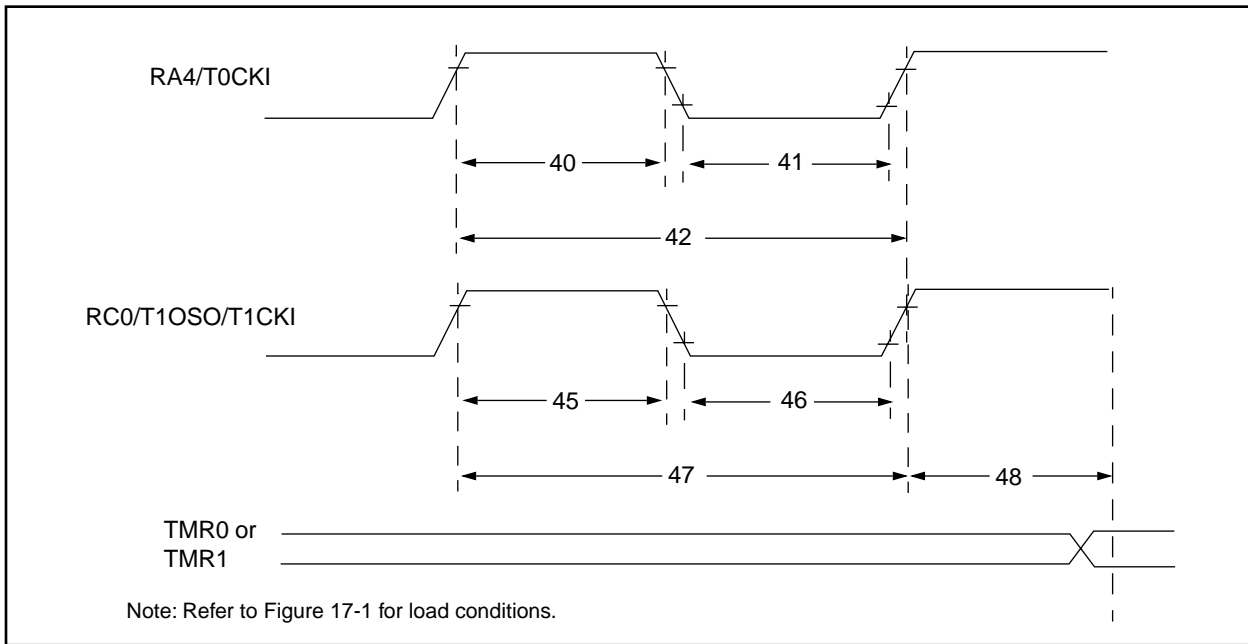 RA4/T0CKI
40
41
42
RC0/T1OSO/T1CKI
45
46
47
48
TMR0 or
TMR1
Note: Refer to Figure 17-1 for load conditions.